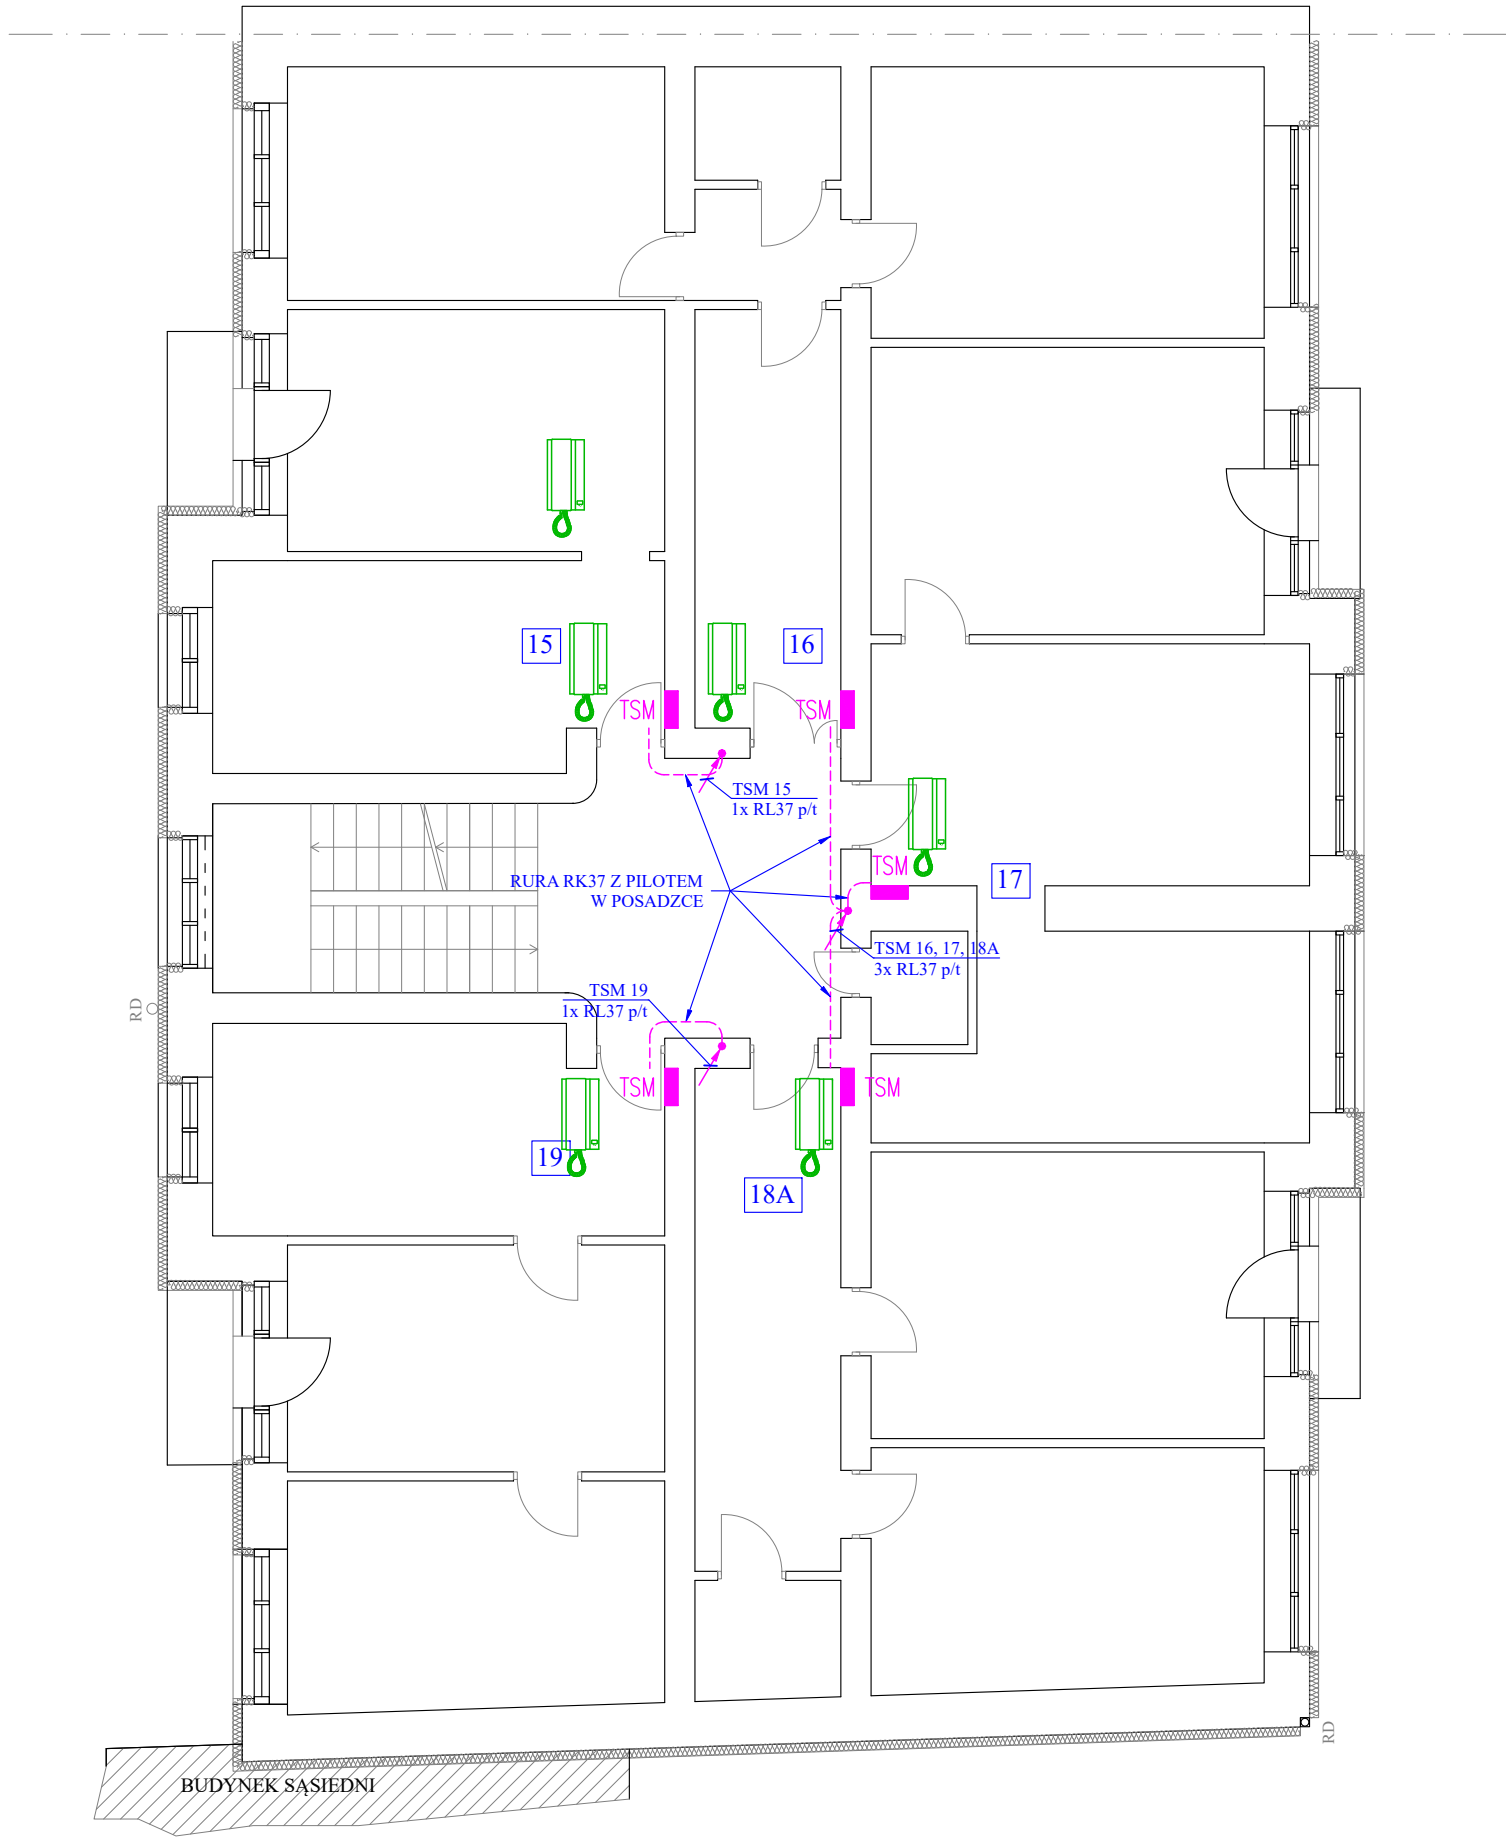 15
16
TSM
TSM
TSM 15
1x RL37 p/t
TSM
RURA RK37 Z PILOTEM
W POSADZCE
17
TSM 16, 17, 18A
3x RL37 p/t
TSM 19
1x RL37 p/t
RD
TSM
TSM
19
18A
RD
BUDYNEK SĄSIEDNI